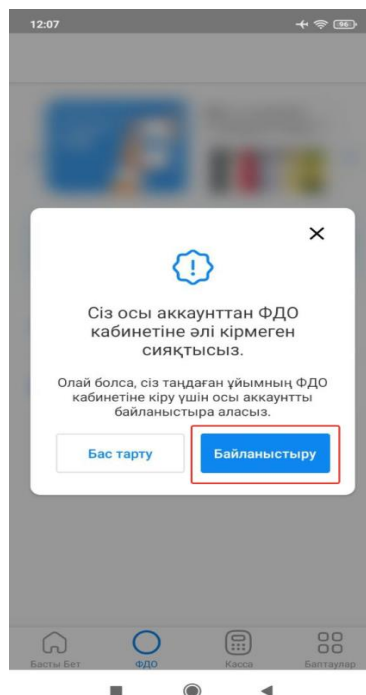 12:07
96
Сіз осы аккаунттан ФДО
кабинетіне әлі кірмеген
сияқтысыз.
Олай болса, сіз таңдаған ұйымның ФДО
кабинетіне кіру үшін осы аккаунтты
байланыстыра аласыз.
Бас тарту
Байланыстыру
Басты Бет
ФДО
Касса
Баптаулар